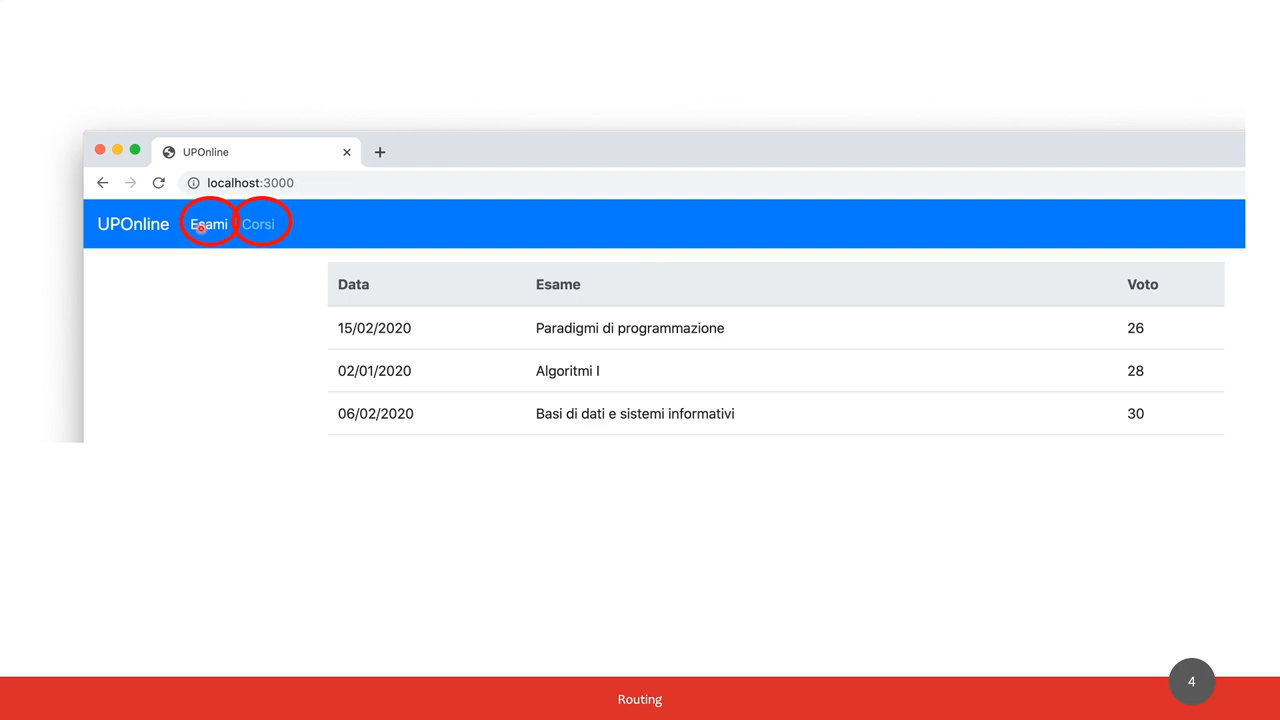 UPOnline
localhost:3000
UPOnline Esami Corsi
Data Esame Voto
15/02/2020 Paradigmi di programmazione 26
02/01/2020 Algoritmi I 28
06/02/2020 Basi di dati e sistemi informativi 30
Routing
4